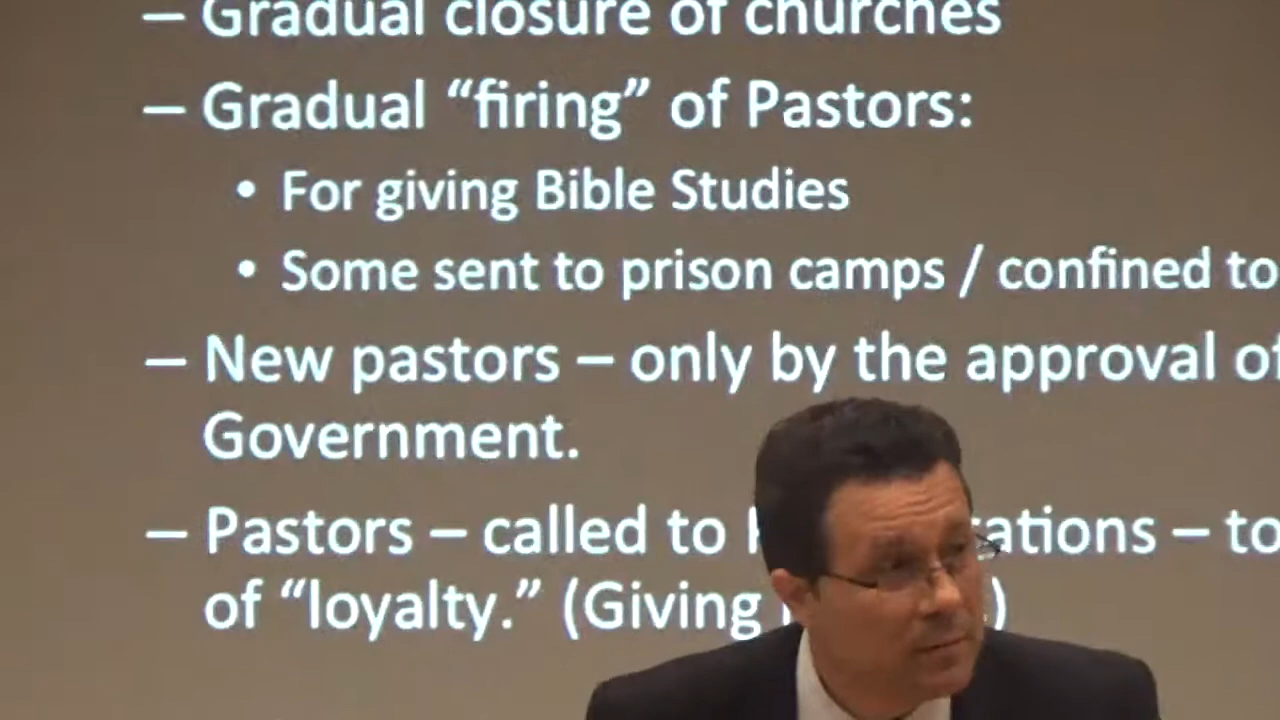 – Gradual closure of churches
– Gradual “firing” of Pastors:
• For giving Bible Studies
• Some sent to prison camps / confined to
– New pastors – only by the approval of
Government.
– Pastors – called to – to
of “loyalty.” (Giving )